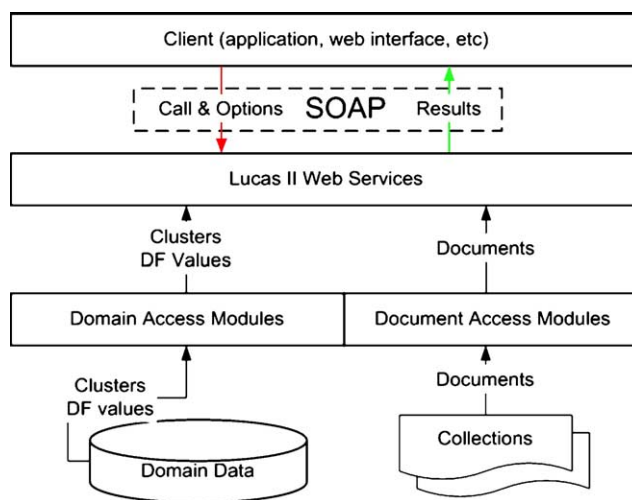 Client (application, web interface, etc)
Call & Options SOAP Results
Lucas II Web Services
Clusters
DF Values
Documents
Domain Access Modules
Document Access Modules
Clusters
DF values
Documents
Domain Data
Collections